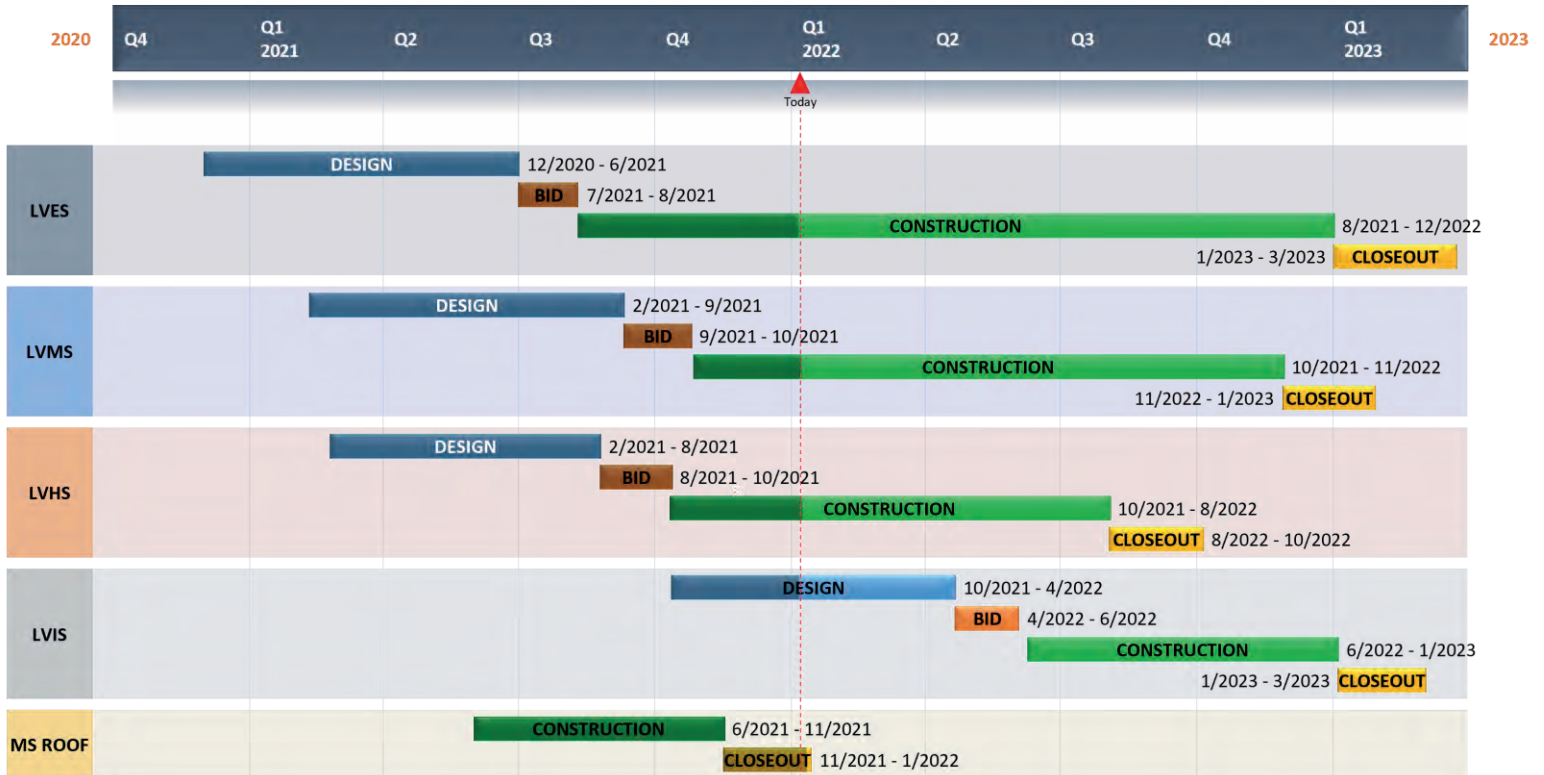 2020
Q4
Q1
2021
Q2
Q3
Q4
Q1
2022
Q2
Q3
Q4
Q1
2023
2023
Today
LVES
DESIGN 12/2020 - 6/2021
BID 7/2021 - 8/2021
CONSTRUCTION 8/2021 - 12/2022
1/2023 - 3/2023 CLOSEOUT
LVMS
DESIGN 2/2021 - 9/2021
BID 9/2021 - 10/2021
CONSTRUCTION 10/2021 - 11/2022
11/2022 - 1/2023 CLOSEOUT
LVHS
DESIGN 2/2021 - 8/2021
BID 8/2021 - 10/2021
CONSTRUCTION 10/2021 - 8/2022
CLOSEOUT 8/2022 - 10/2022
LVIS
DESIGN 10/2021 - 4/2022
BID 4/2022 - 6/2022
CONSTRUCTION 6/2022 - 1/2023
1/2023 - 3/2023 CLOSEOUT
MS ROOF
CONSTRUCTION 6/2021 - 11/2021
CLOSEOUT 11/2021 - 1/2022